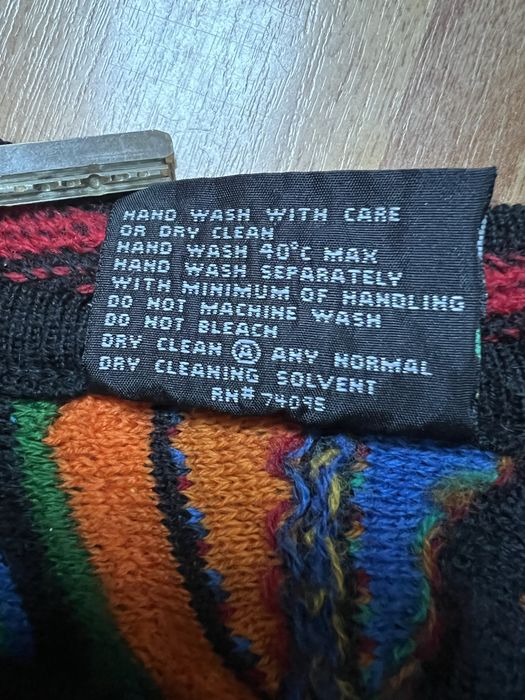 HAND WASH WITH CARE
OR DRY CLEAN
HAND WASH 40°C MAX
HAND WASH SEPARATELY
WITH MINIMUM OF HANDLING
DO NOT MACHINE WASH
DO NOT BLEACH
DRY CLEAN Ⓐ ANY NORMAL
DRY CLEANING SOLVENT
RN# 74095